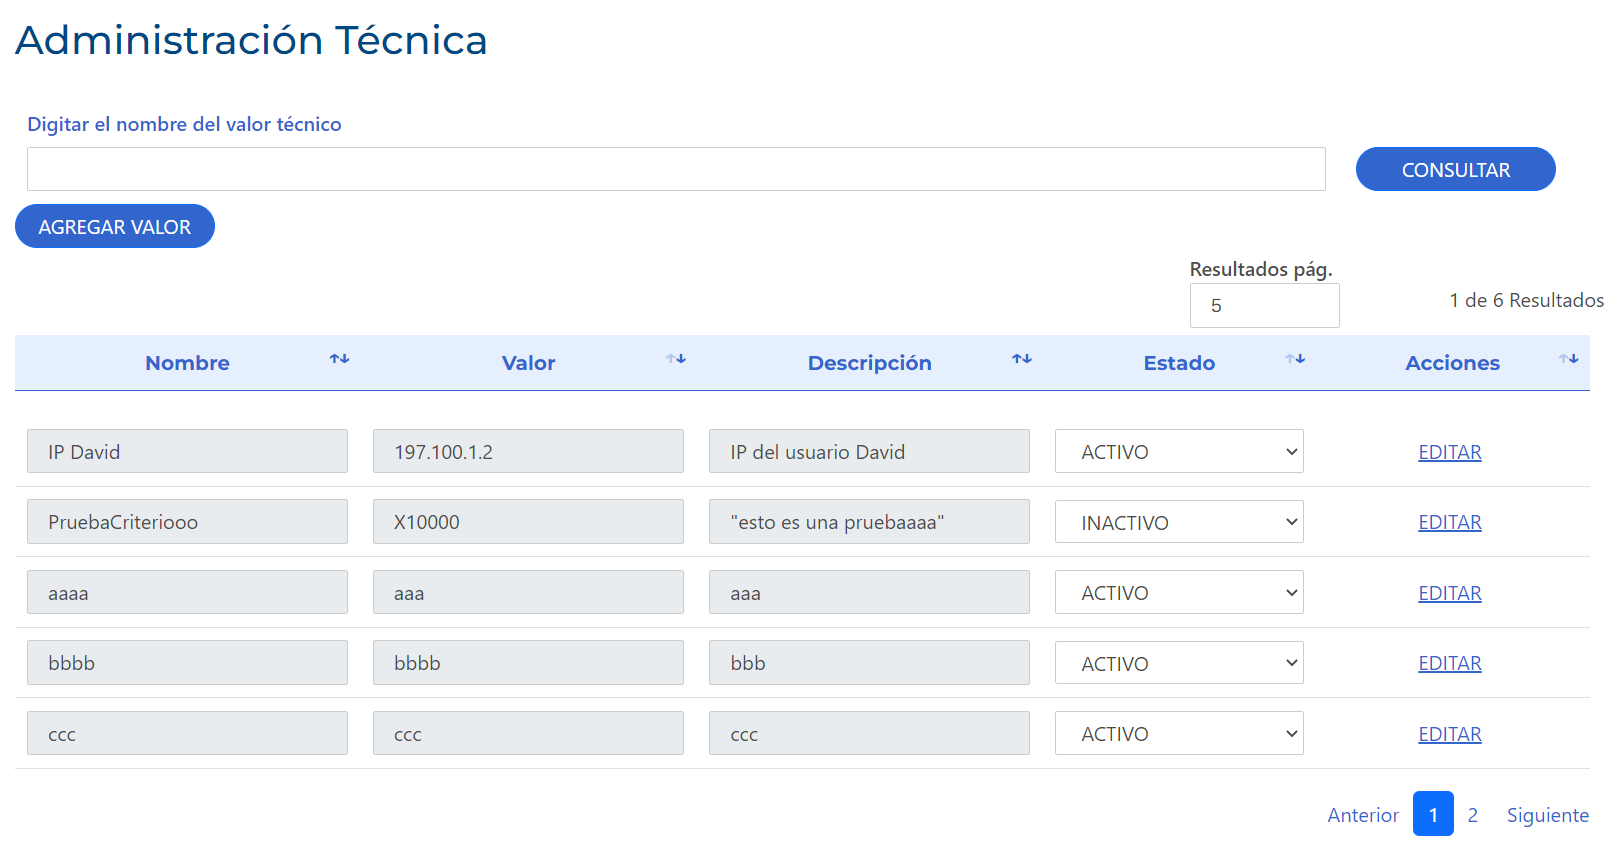 Administración Técnica
Digitar el nombre del valor técnico
CONSULTAR
AGREGAR VALOR
Resultados pág.
5
1 de 6 Resultados
Nombre Valor Descripción Estado Acciones
IP David 197.100.1.2 IP del usuario David ACTIVO EDITAR
PruebaCriteriooo X10000 "esto es una pruebaaaa" INACTIVO EDITAR
aaaa aaa aaa ACTIVO EDITAR
bbbb bbbb bbb ACTIVO EDITAR
ccc ccc ccc ACTIVO EDITAR
Anterior 1 2 Siguiente